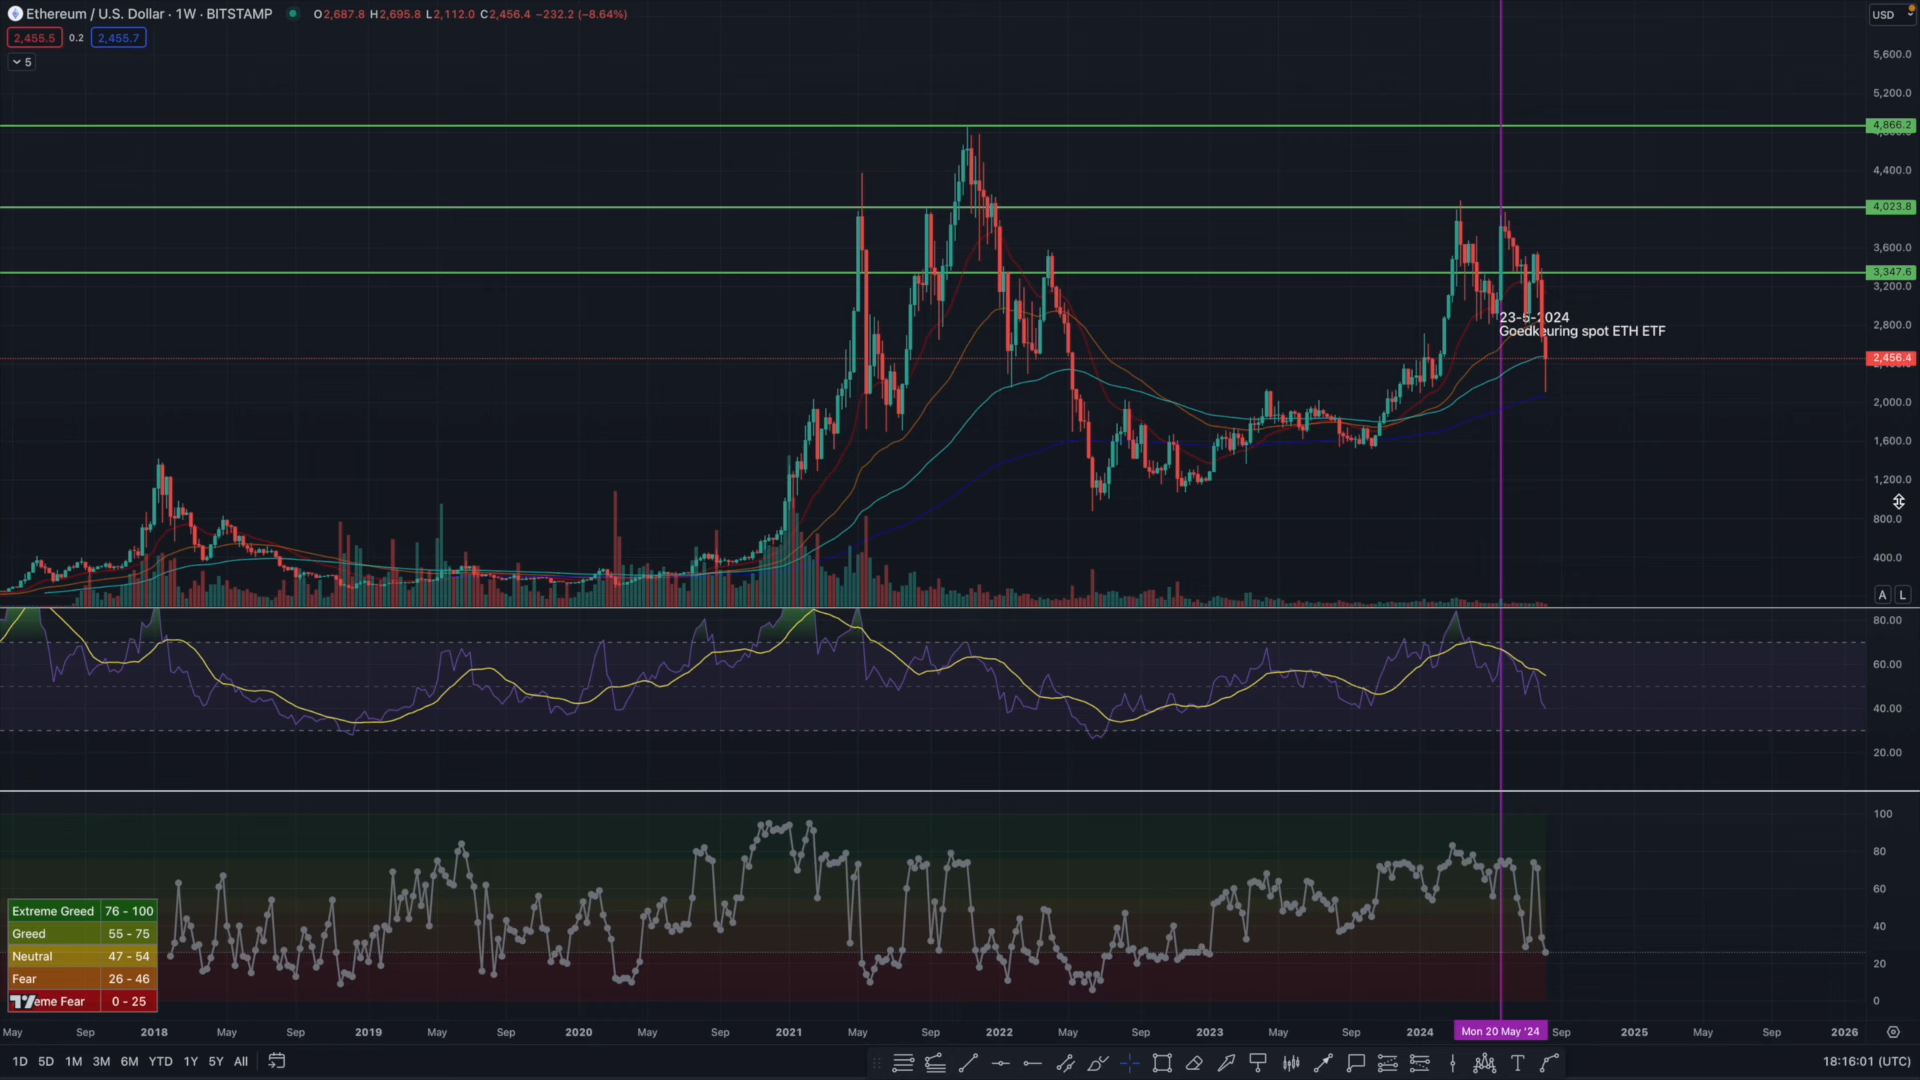 Ethereum / U.S. Dollar · 1W · BITSTAMP O2,687.8 H2,695.8 L2,112.0 C2,456.4 −232.2 (−8.64%)
USD
2,455.5 0.2 2,455.7
5
5,600.0
5,200.0
4,866.2
4,400.0
4,023.8
3,600.0
3,347.6
3,200.0
23-5-2024
Goedkeuring spot ETH ETF
2,800.0
2,456.4
2,000.0
1,600.0
1,200.0
800.0
400.0
A L
80.00
60.00
40.00
20.00
100
80
60
40
20
0
Extreme Greed 76 - 100
Greed 55 - 75
Neutral 47 - 54
Fear 26 - 46
eme Fear 0 - 25
May Sep 2018 May Sep 2019 May Sep 2020 May Sep 2021 May Sep 2022 May Sep 2023 May Sep 2024 Mon 20 May '24 Sep 2025 May Sep 2026
1D 5D 1M 3M 6M YTD 1Y 5Y All
18:16:01 (UTC)